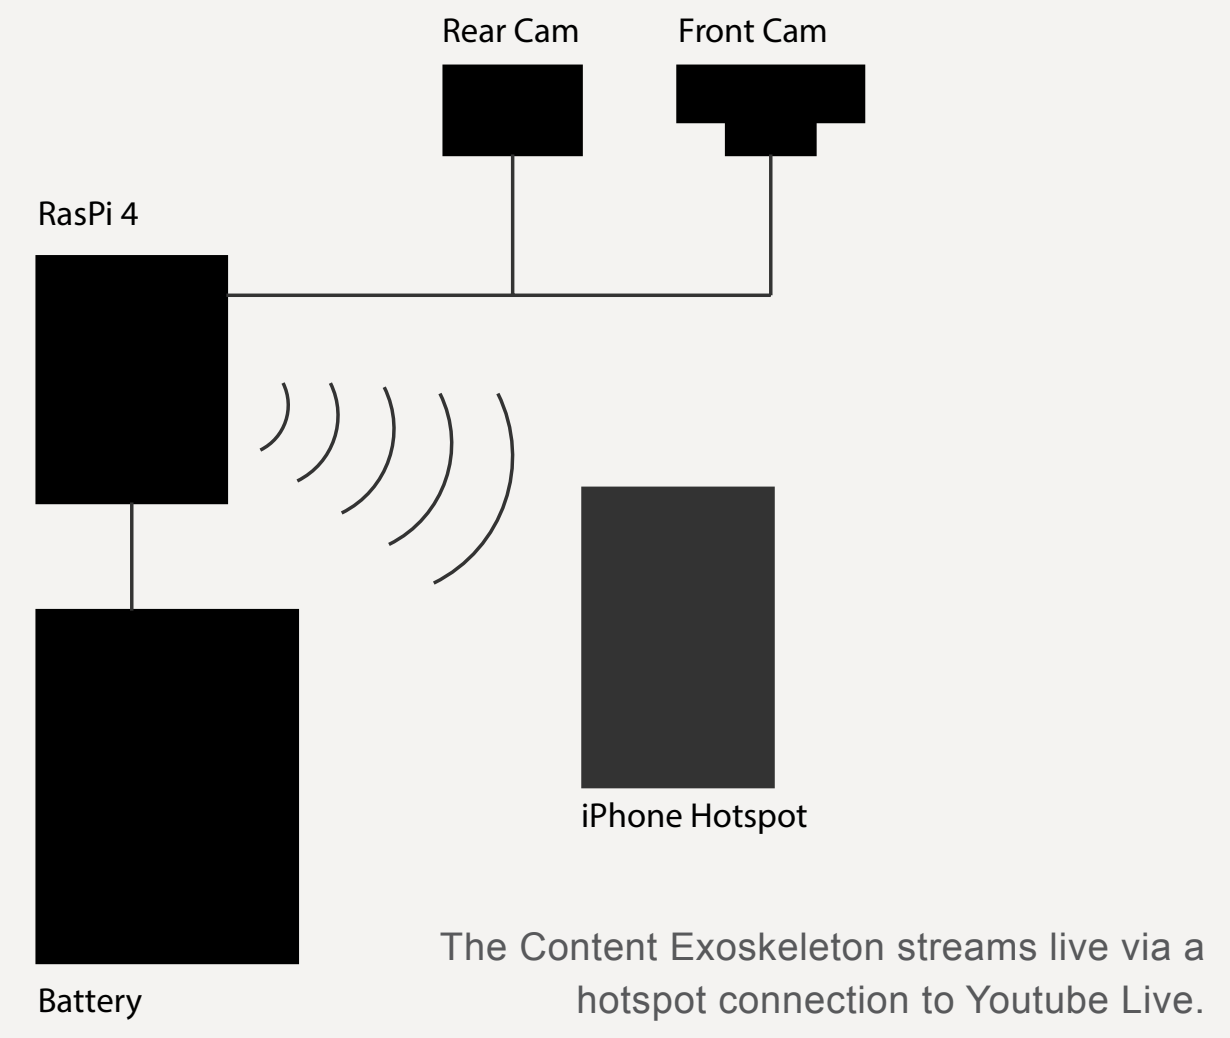 Rear Cam
Front Cam
RasPi 4
iPhone Hotspot
The Content Exoskeleton streams live via a
hotspot connection to Youtube Live.
Battery